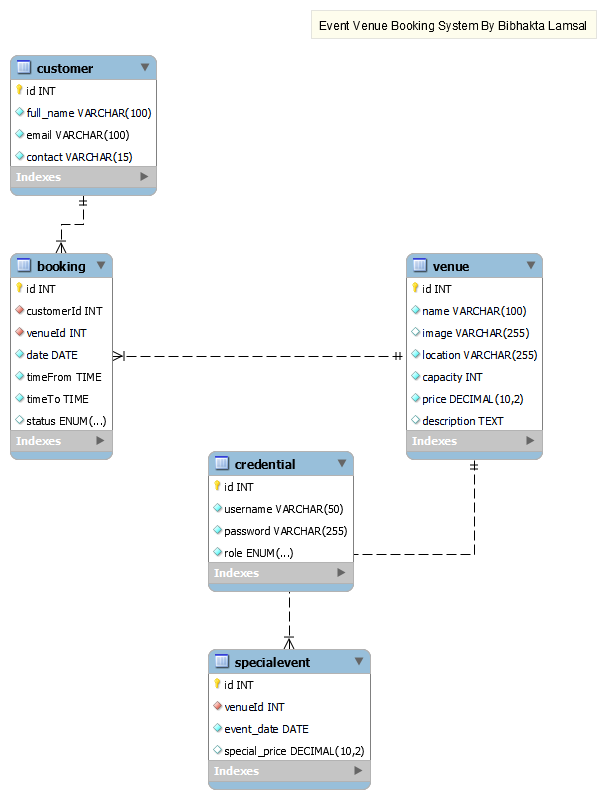 Event Venue Booking System By Bibhakta Lamsal
customer
id INT
full_name VARCHAR(100)
email VARCHAR(100)
contact VARCHAR(15)
Indexes
booking
id INT
customerId INT
venueId INT
date DATE
timeFrom TIME
timeTo TIME
status ENUM(...)
Indexes
venue
id INT
name VARCHAR(100)
image VARCHAR(255)
location VARCHAR(255)
capacity INT
price DECIMAL(10,2)
description TEXT
Indexes
credential
id INT
username VARCHAR(50)
password VARCHAR(255)
role ENUM(...)
Indexes
specialevent
id INT
venueId INT
event_date DATE
special_price DECIMAL(10,2)
Indexes